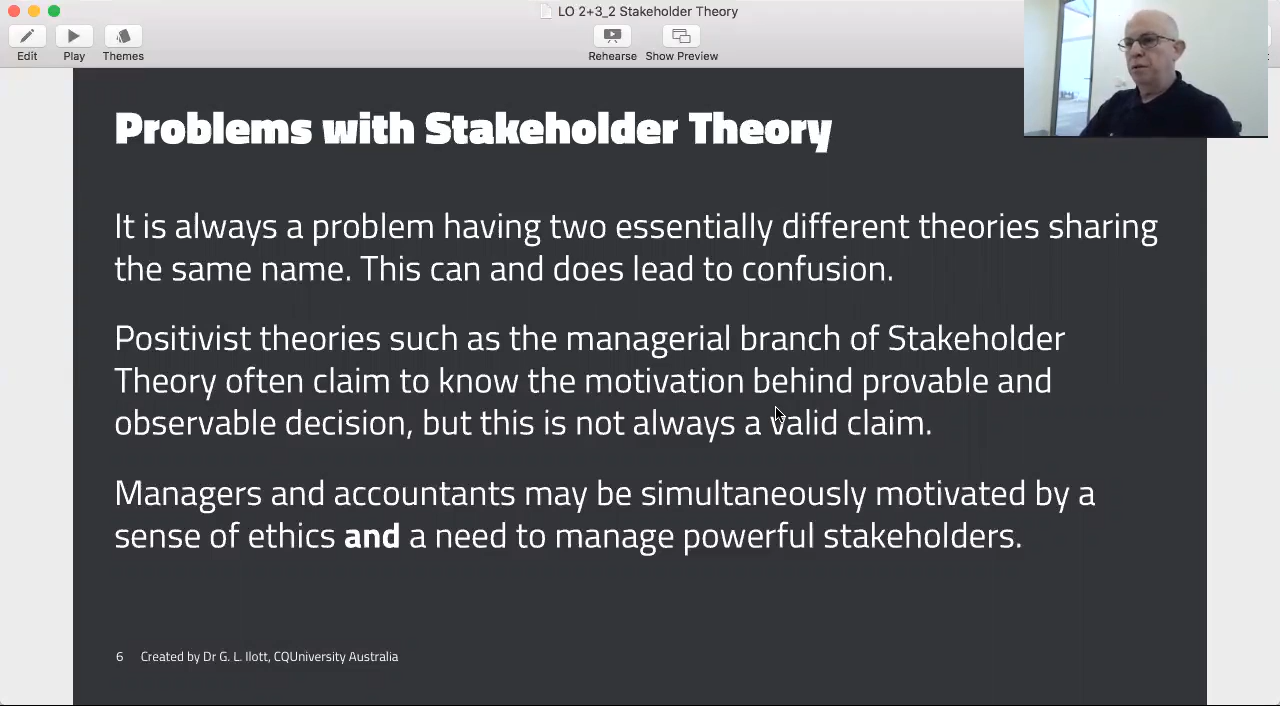 LO 2+3_2 Stakeholder Theory
Edit
Play
Themes
Rehearse
Show Preview
Problems with Stakeholder Theory
It is always a problem having two essentially different theories sharing
the same name. This can and does lead to confusion.
Positivist theories such as the managerial branch of Stakeholder
Theory often claim to know the motivation behind provable and
observable decision, but this is not always a valid claim.
Managers and accountants may be simultaneously motivated by a
sense of ethics and a need to manage powerful stakeholders.
6 Created by Dr G. L. Ilott, CQUniversity Australia